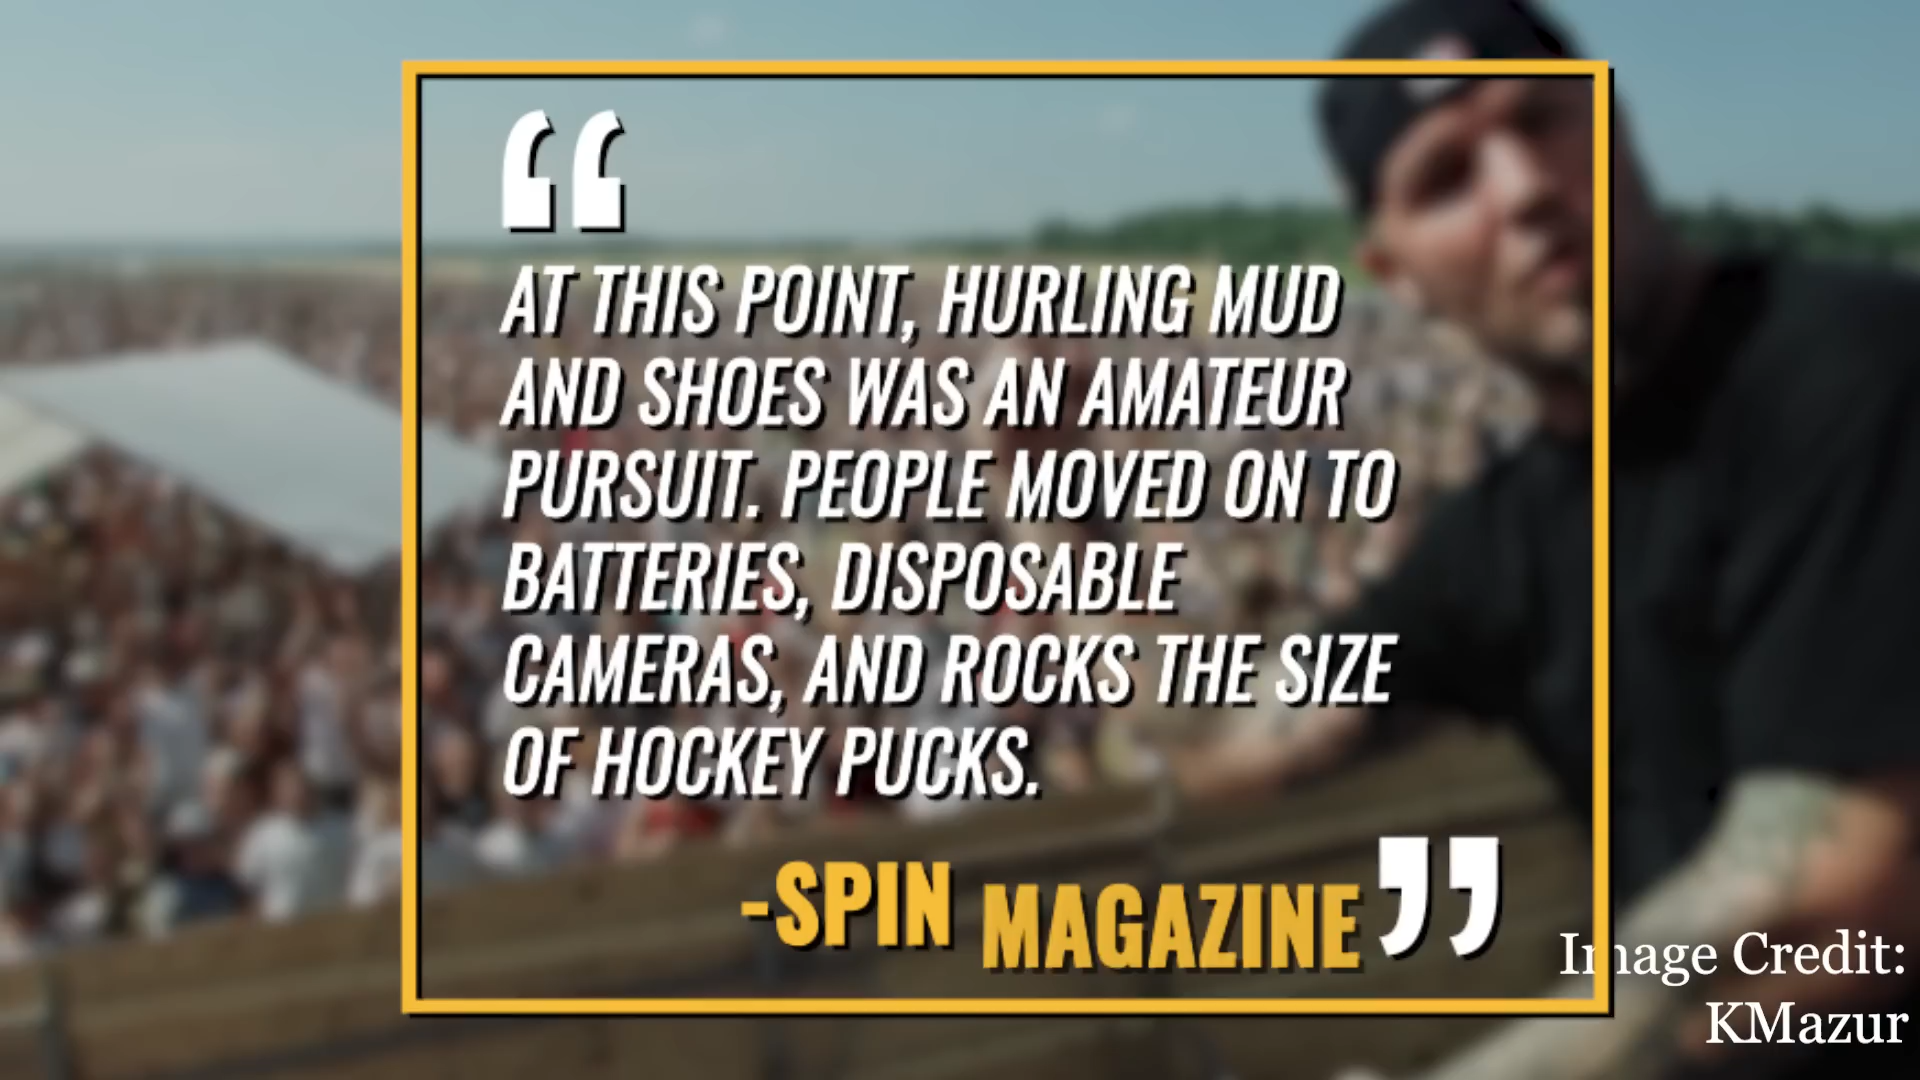 “
AT THIS POINT, HURLING MUD
AND SHOES WAS AN AMATEUR
PURSUIT. PEOPLE MOVED ON TO
BATTERIES, DISPOSABLE
CAMERAS, AND ROCKS THE SIZE
OF HOCKEY PUCKS.
-SPIN MAGAZINE”
Image Credit:
KMazur